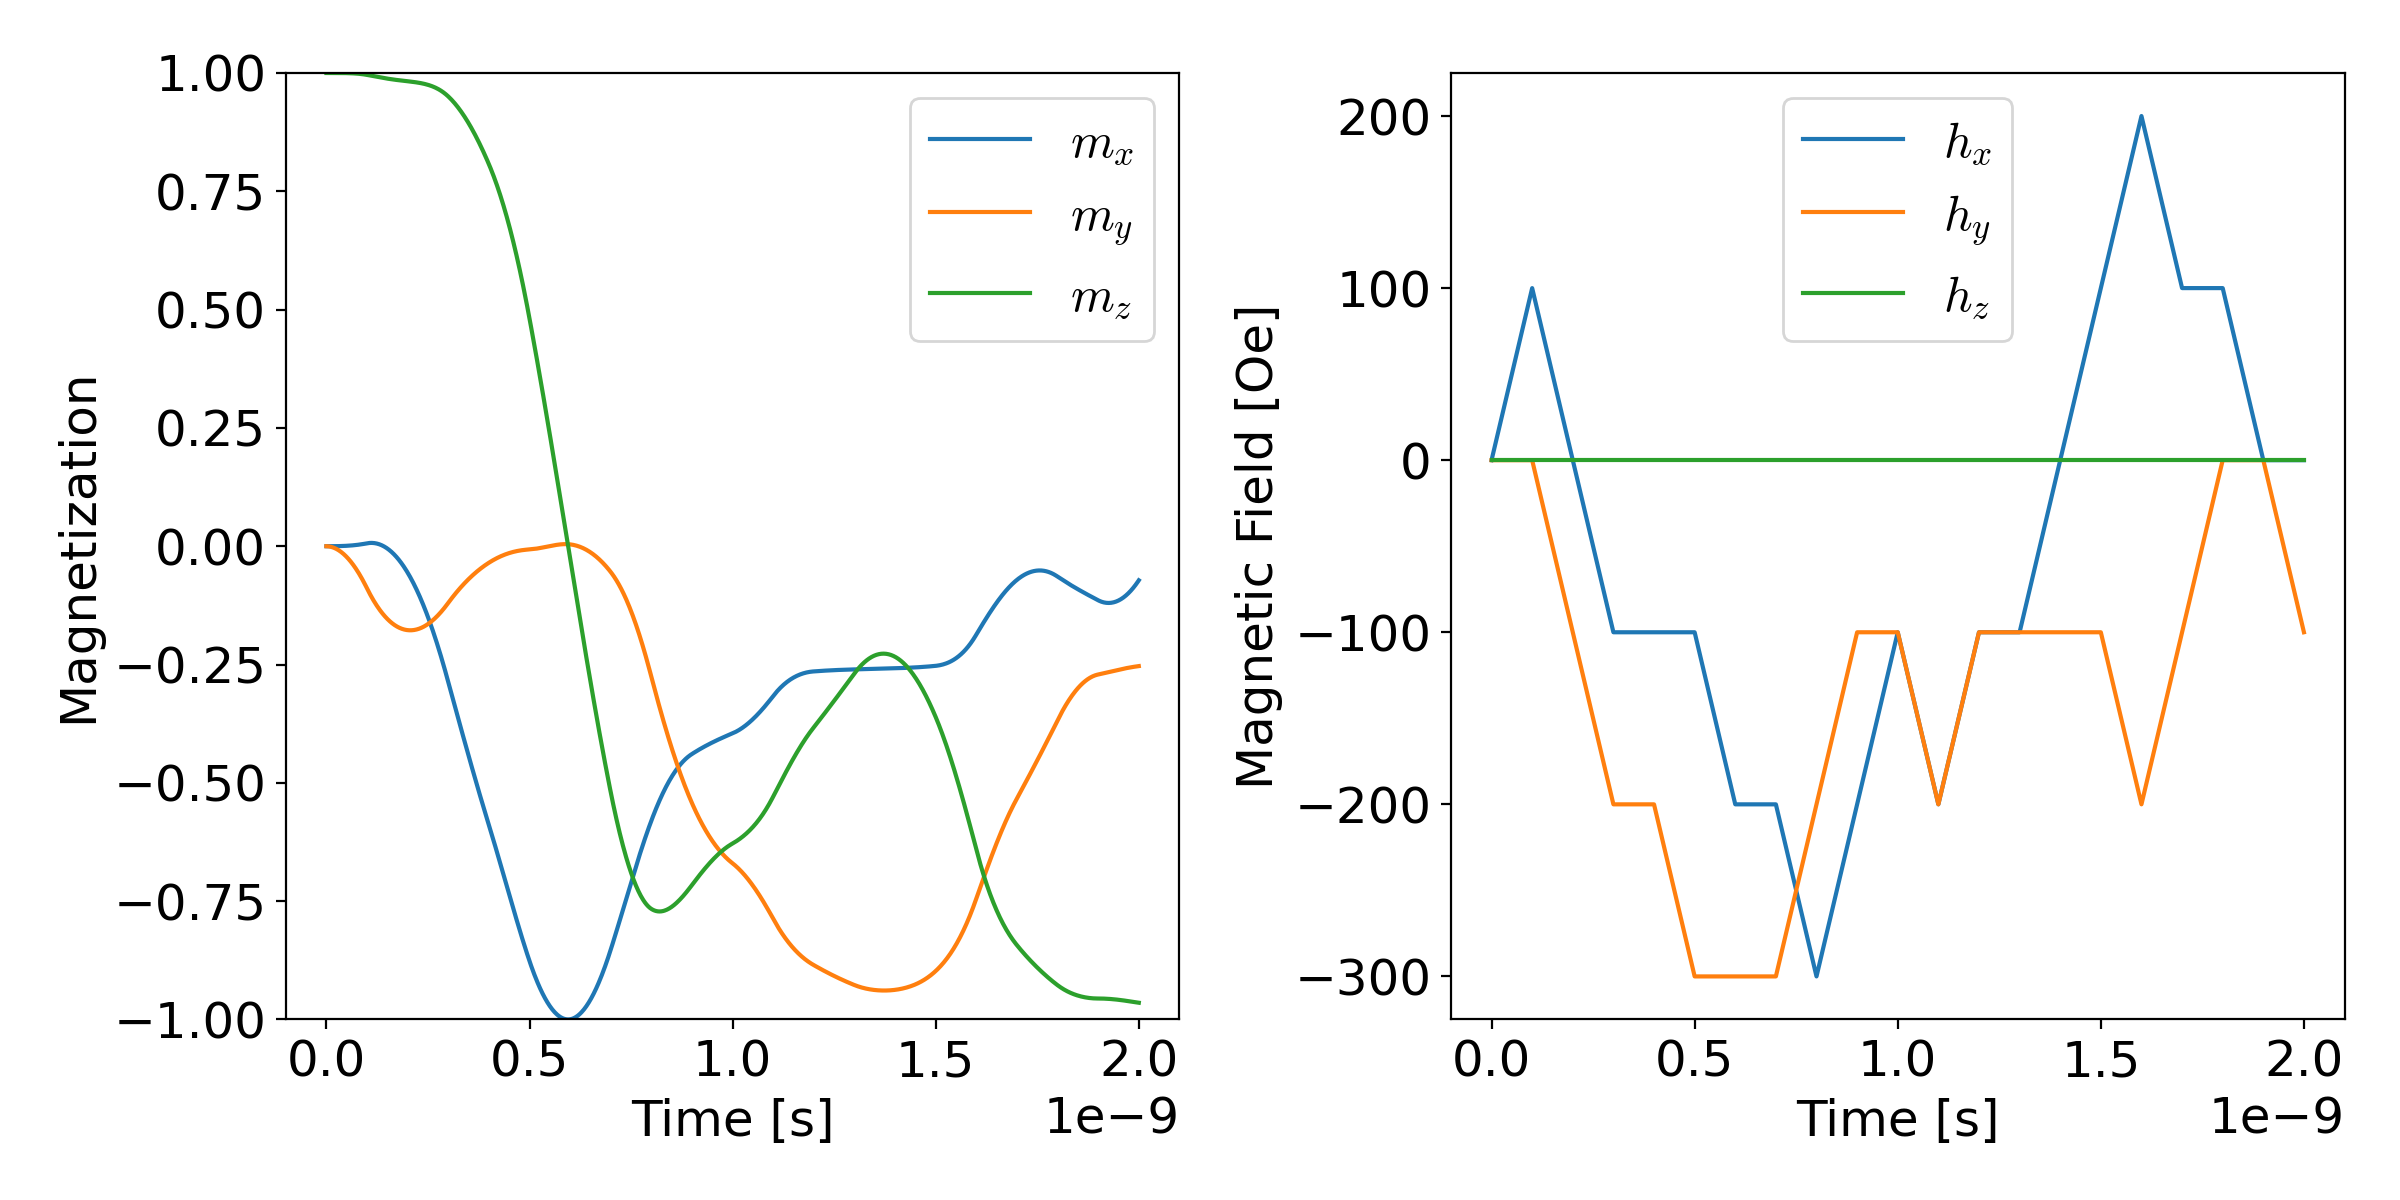 Magnetization
1.00
0.75
0.50
0.25
0.00
−0.25
−0.50
−0.75
−1.00
0.0 0.5 1.0 1.5 2.0
Time [s]
1e−9
m_x
m_y
m_z
Magnetic Field [Oe]
200
100
0
−100
−200
−300
0.0 0.5 1.0 1.5 2.0
Time [s]
1e−9
h_x
h_y
h_z